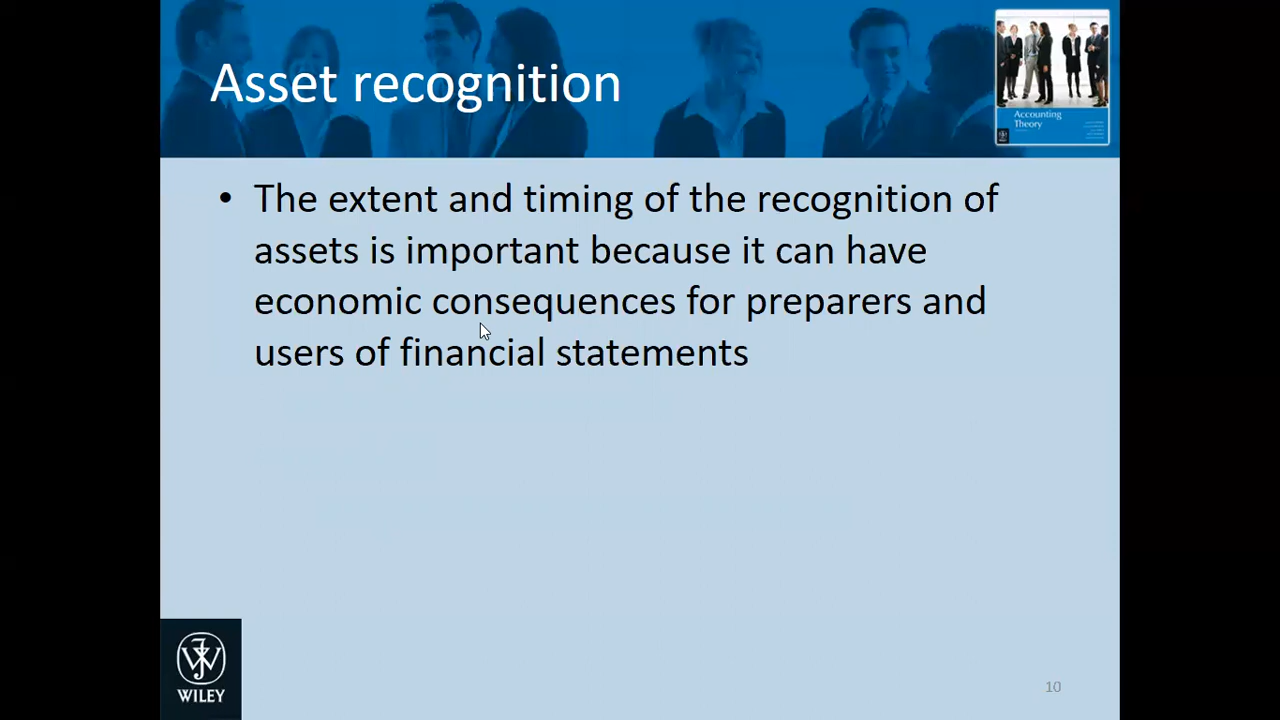 Asset recognition
Accounting
Theory
• The extent and timing of the recognition of
assets is important because it can have
economic consequences for preparers and
users of financial statements
WILEY
10